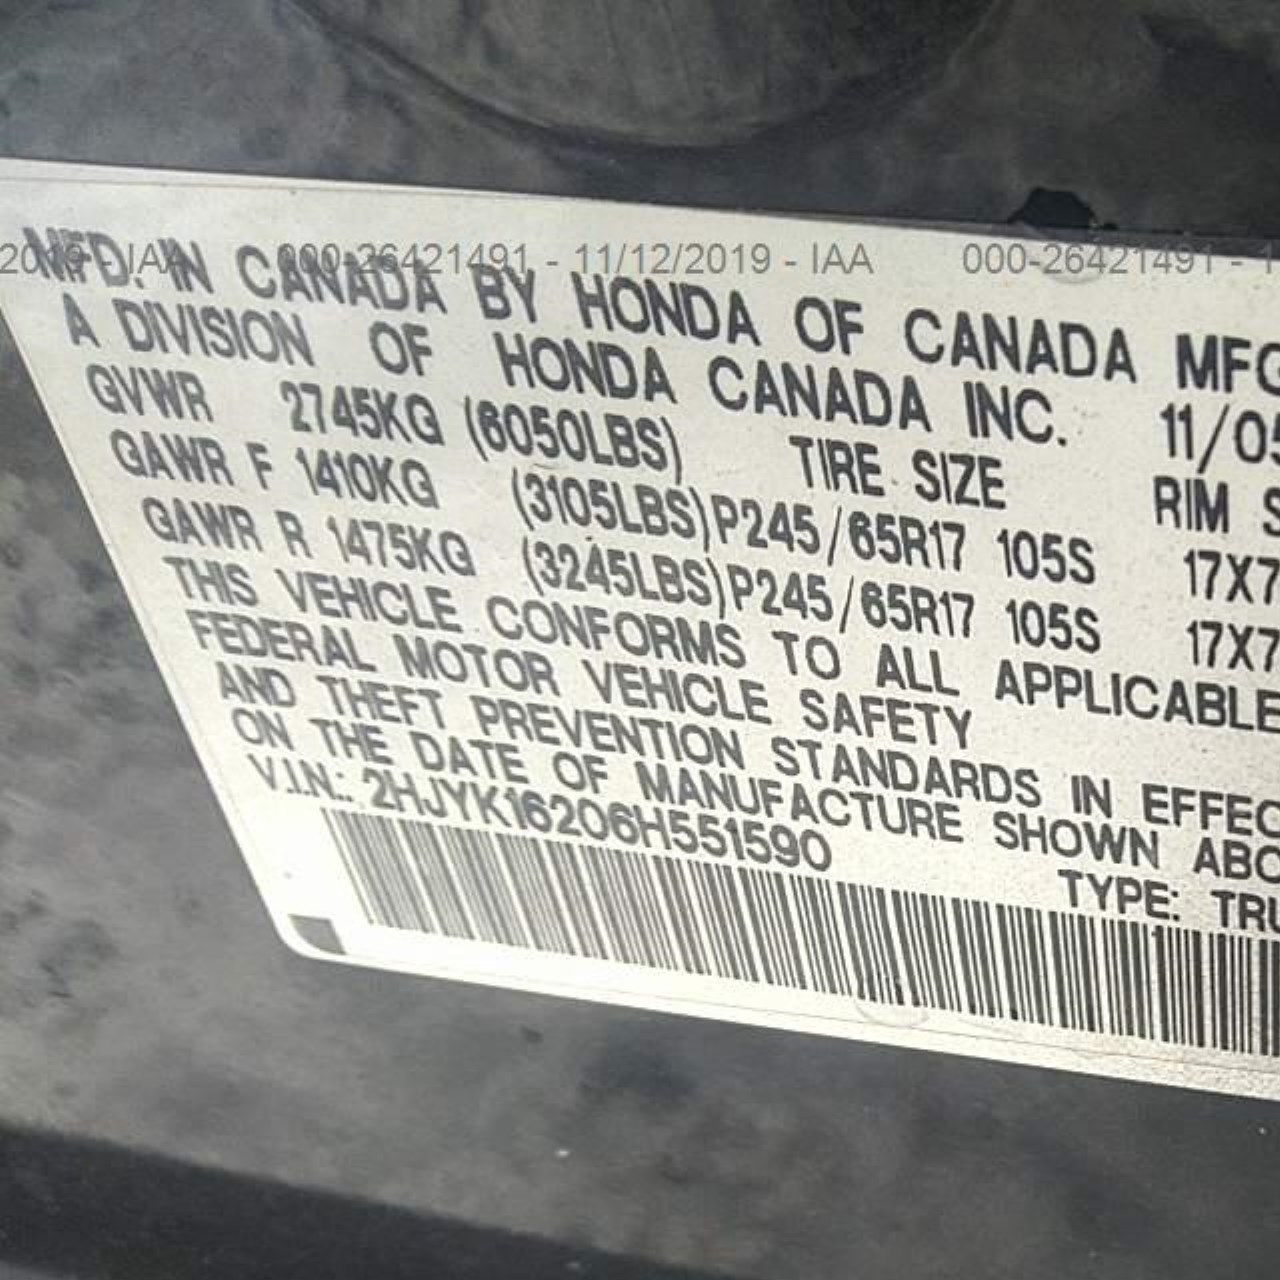 2019 - IAA 000-26421491 - 11/12/2019 - IAA 000-26421491 - 1
MFD. IN CANADA BY HONDA OF CANADA MFG
A DIVISION OF HONDA CANADA INC. 11/05
GVWR 2745KG (6050LBS) TIRE SIZE RIM S
GAWR F 1410KG (3105LBS) P245/65R17 105S 17X7
GAWR R 1475KG (3245LBS) P245/65R17 105S 17X7
THIS VEHICLE CONFORMS TO ALL APPLICABLE
FEDERAL MOTOR VEHICLE SAFETY
AND THEFT PREVENTION STANDARDS IN EFFEC
ON THE DATE OF MANUFACTURE SHOWN ABO
V.I.N.: 2HJYK16206H551590 TYPE: TRU